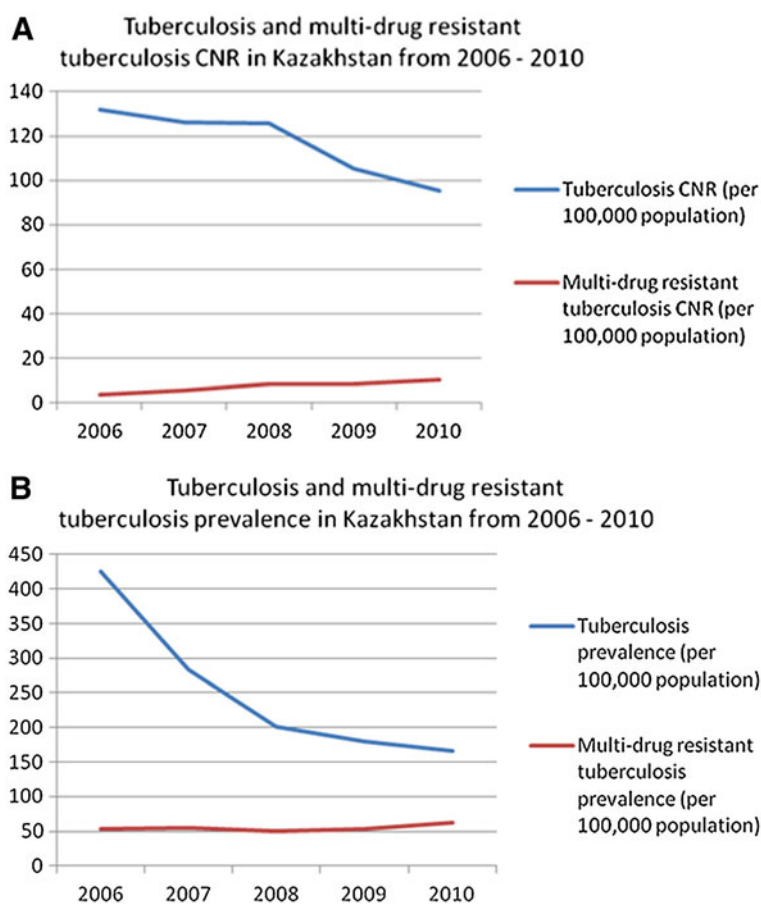 A
Tuberculosis and multi-drug resistant
tuberculosis CNR in Kazakhstan from 2006 - 2010
140
120
100
80
60
40
20
0
2006 2007 2008 2009 2010
Tuberculosis CNR (per
100,000 population)
Multi-drug resistant
tuberculosis CNR (per
100,000 population)
B
Tuberculosis and multi-drug resistant
tuberculosis prevalence in Kazakhstan from 2006 - 2010
450
400
350
300
250
200
150
100
50
0
2006 2007 2008 2009 2010
Tuberculosis
prevalence (per
100,000 population)
Multi-drug resistant
tuberculosis
prevalence (per
100,000 population)